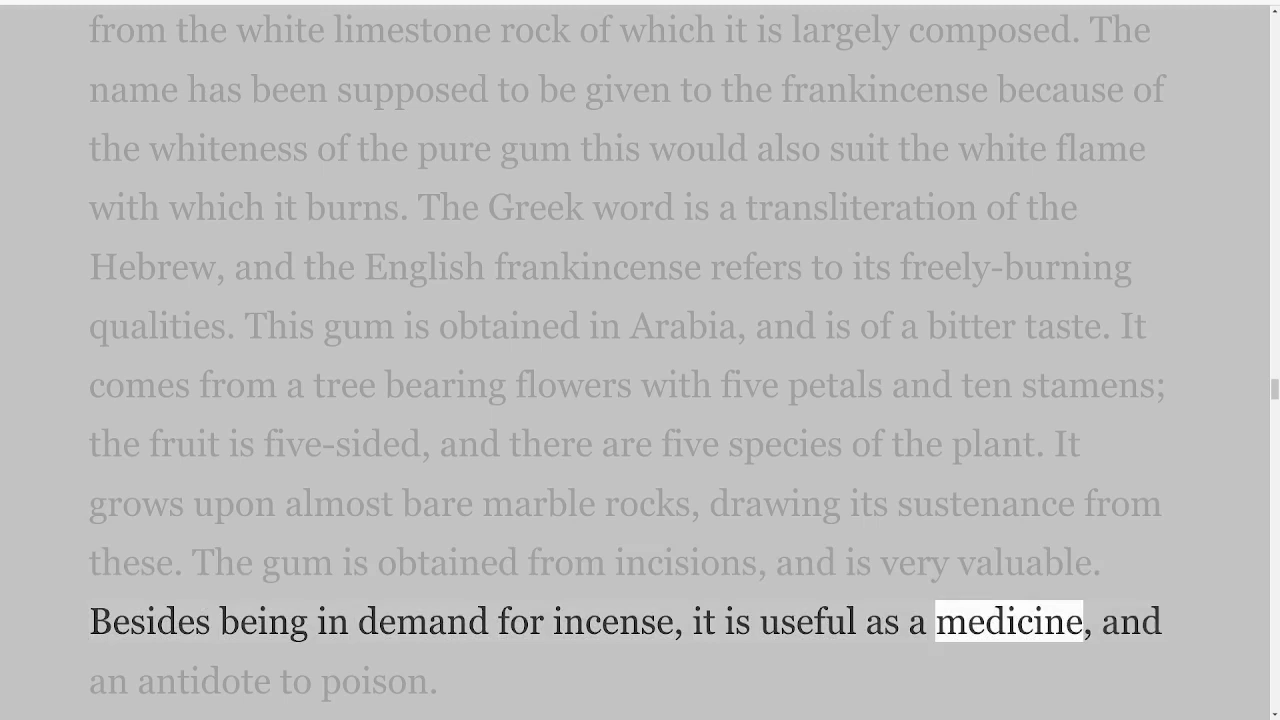 from the white limestone rock of which it is largely composed. The
name has been supposed to be given to the frankincense because of
the whiteness of the pure gum this would also suit the white flame
with which it burns. The Greek word is a transliteration of the
Hebrew, and the English frankincense refers to its freely-burning
qualities. This gum is obtained in Arabia, and is of a bitter taste. It
comes from a tree bearing flowers with five petals and ten stamens;
the fruit is five-sided, and there are five species of the plant. It
grows upon almost bare marble rocks, drawing its sustenance from
these. The gum is obtained from incisions, and is very valuable.
Besides being in demand for incense, it is useful as a medicine, and
an antidote to poison.